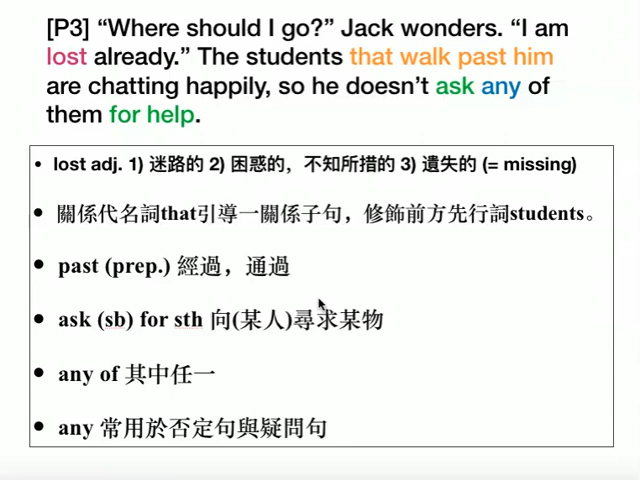 [P3] “Where should I go?” Jack wonders. “I am
lost already.” The students that walk past him
are chatting happily, so he doesn’t ask any of
them for help.
• lost adj. 1) 迷路的 2) 困惑的，不知所措的 3) 遺失的 (= missing)
• 關係代名詞that引導一關係子句，修飾前方先行詞students。
• past (prep.) 經過，通過
• ask (sb) for sth 向(某人)尋求某物
• any of 其中任一
• any 常用於否定句與疑問句